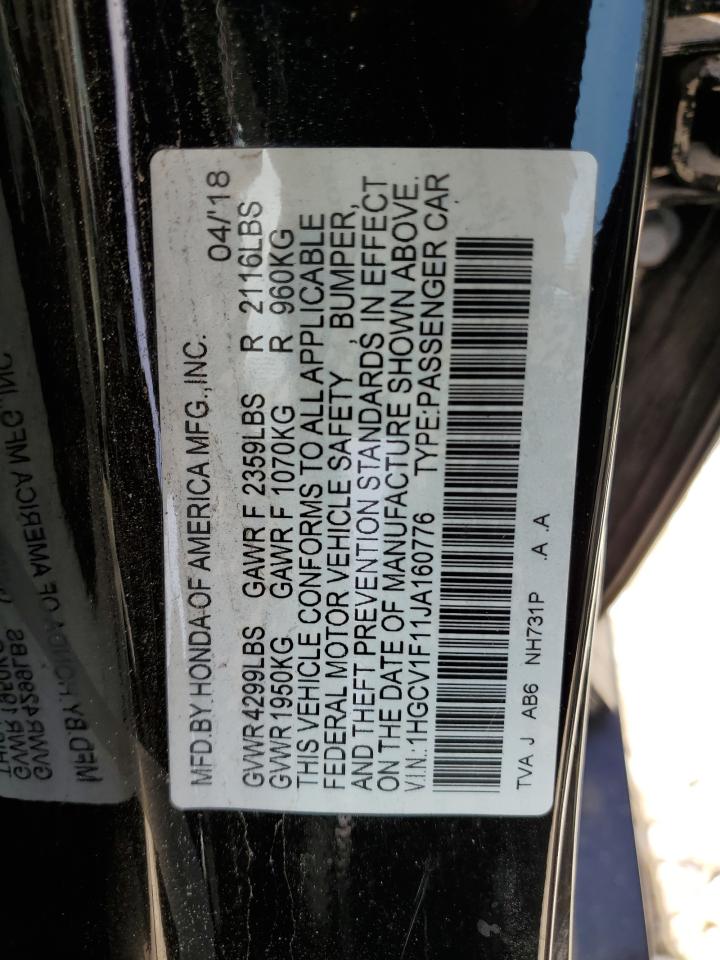 MFD.BY HONDA OF AMERICA MFG.,INC. 04/'18
GVWR 4299LBS GAWR F 2359LBS R 2116LBS
GVWR 1950KG GAWR F 1070KG R 960KG
THIS VEHICLE CONFORMS TO ALL APPLICABLE
FEDERAL MOTOR VEHICLE SAFETY , BUMPER,
AND THEFT PREVENTION STANDARDS, IN EFFECT
ON THE DATE OF MANUFACTURE SHOWN ABOVE.
V.I.N.:1HGCV1F11JA160776 TYPE:PASSENGER CAR
TVA J AB6 NH731P .A .A